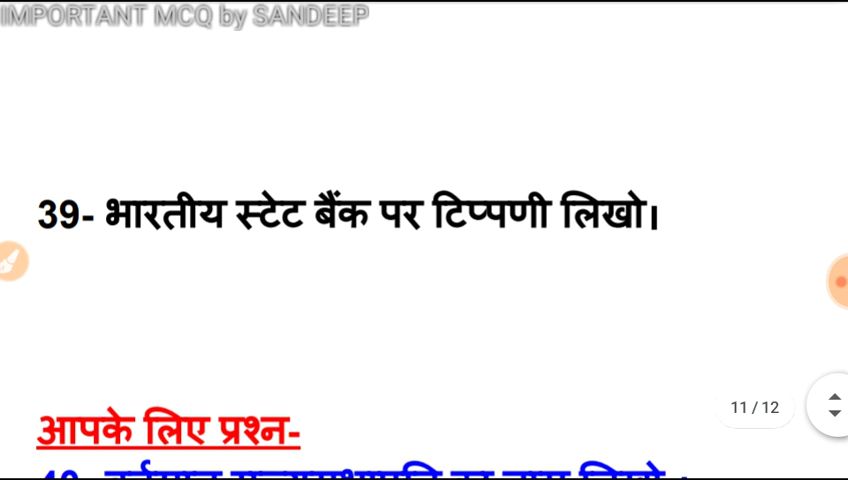 IMPORTANT MCQ by SANDEEP
39- भारतीय स्टेट बैंक पर टिप्पणी लिखो।
11 / 12
आपके लिए प्रश्न-